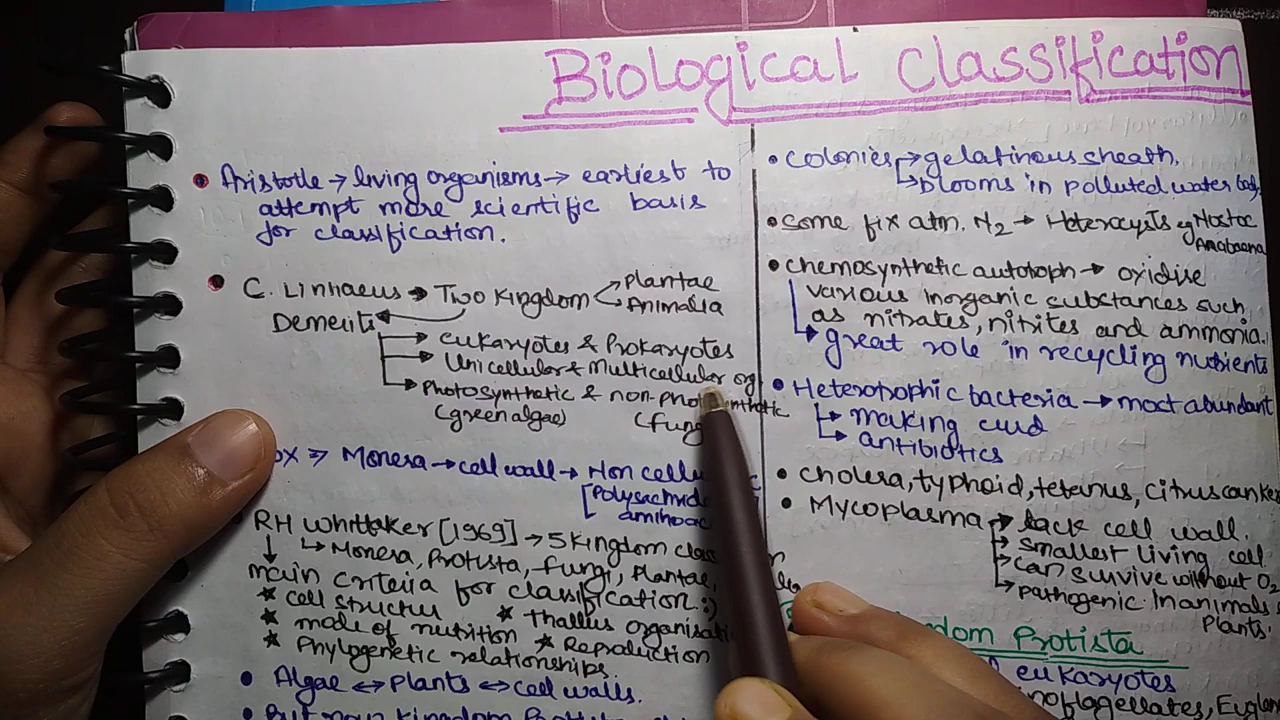 Biological Classification
• Aristotle → living organisms → earliest to
attempt more scientific basis
for classification.
• C. Linnaeus → Two Kingdom < Plantae
Animalia
Demerits
→ Eukaryotes & Prokaryotes
→ Unicellular & Multicellular org
→ Photosynthetic & non-photosynthetic
(green algae) (fung
Monera → cell wall → Non cellu
RH Whittaker [1969] → 5 Kingdom clas
↳ Monera, Protista, Fungi, Plantae,
main criteria for classification :)
* cell structur * Thallus organisati
* mode of nutrition * Reproduction
* Phylogenetic relationships.
• Algae ↔ plants ↔ cell walls.
• colonies → gelatinous sheath.
↳ blooms in polluted water
• some fix atm. N2 → Heterocysts eg Nostoc
Anabaena
• chemosynthetic autotoph → oxidise
various inorganic substances such
as nitrates, nitrites and ammonia.
↳ great role in recycling nutrients
• Heterotrophic bacteria → most abundant
↳ making curd
↳ antibiotics
• cholera, typhoid, tetanus, citrus canker
• Mycoplasma → lack cell wall.
→ smallest living cell
→ can survive without O2
→ pathogenic In animals,
Plants.
dom Protista
eukaryotes
noflagellates, Euglen